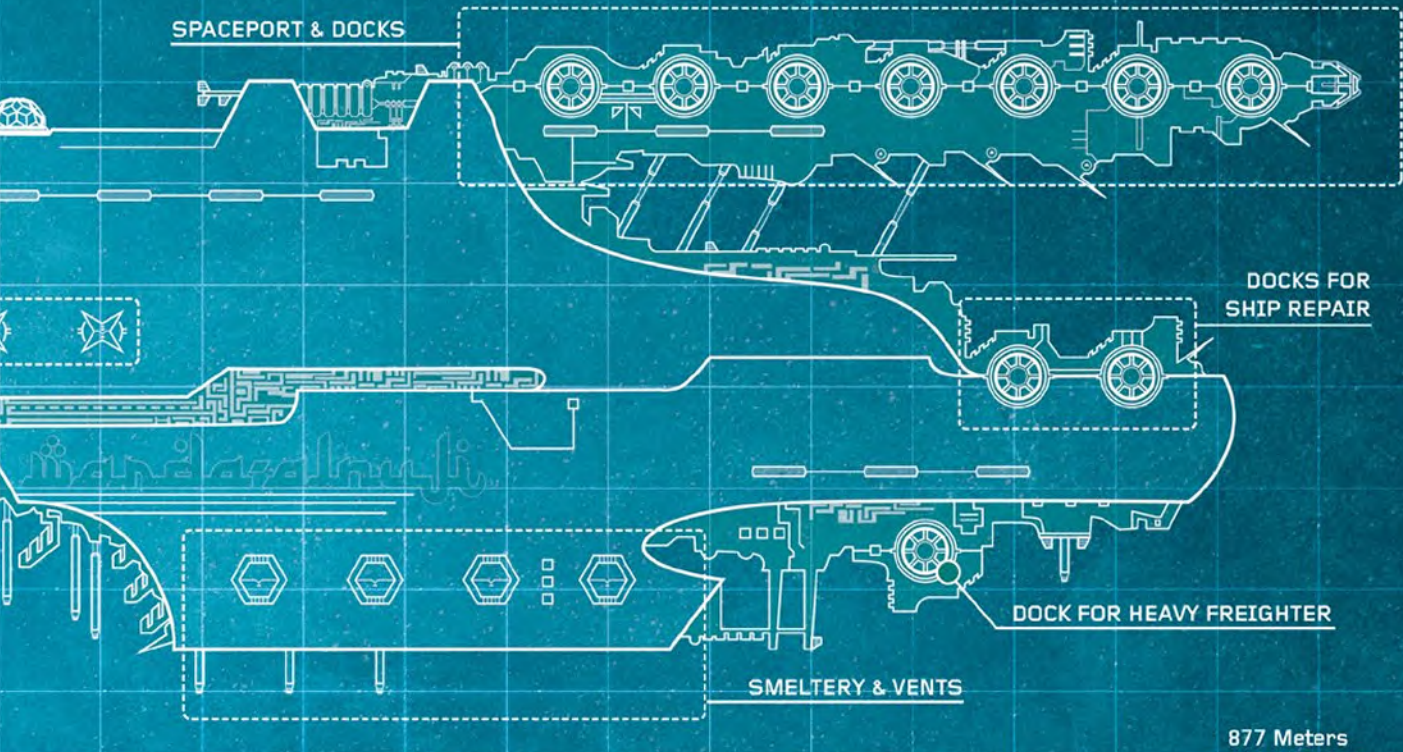 SPACEPORT & DOCKS
DOCKS FOR
SHIP REPAIR
DOCK FOR HEAVY FREIGHTER
SMELTERY & VENTS
877 Meters